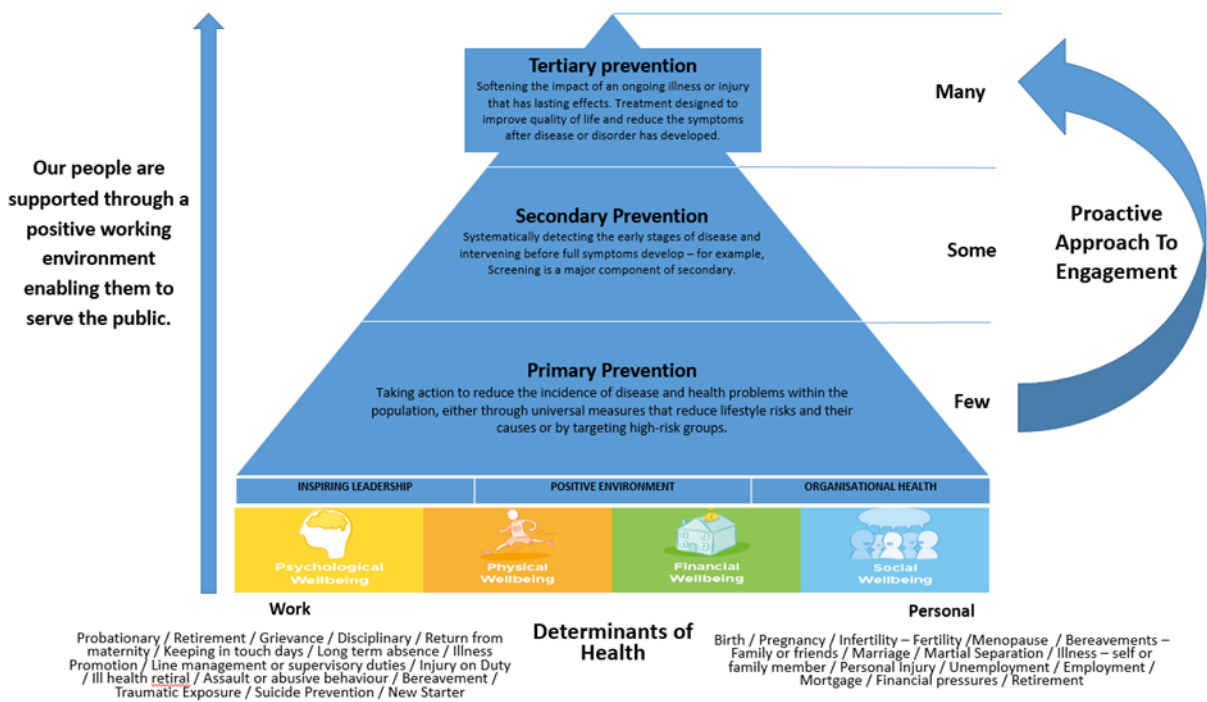 Our people are
supported through a
positive working
environment
enabling them to
serve the public.
Tertiary prevention
Softening the impact of an ongoing illness or injury
that has lasting effects. Treatment designed to
improve quality of life and reduce the symptoms
after disease or disorder has developed.
Many
Secondary Prevention
Systematically detecting the early stages of disease and
intervening before full symptoms develop – for example,
Screening is a major component of secondary.
Some
Proactive
Approach To
Engagement
Primary Prevention
Taking action to reduce the incidence of disease and health problems within the
population, either through universal measures that reduce lifestyle risks and their
causes or by targeting high-risk groups.
Few
INSPIRING LEADERSHIP
POSITIVE ENVIRONMENT
ORGANISATIONAL HEALTH
Psychological
Wellbeing
Physical
Wellbeing
Financial
Wellbeing
Social
Wellbeing
Work
Probationary / Retirement / Grievance / Disciplinary / Return from
maternity / Keeping in touch days / Long term absence / Illness
Promotion / Line management or supervisory duties / Injury on Duty
/ Ill health retiral / Assault or abusive behaviour / Bereavement /
Traumatic Exposure / Suicide Prevention / New Starter
Determinants of
Health
Personal
Birth / Pregnancy / Infertility – Fertility /Menopause / Bereavements –
Family or friends / Marriage / Martial Separation / Illness – self or
family member / Personal Injury / Unemployment / Employment /
Mortgage / Financial pressures / Retirement